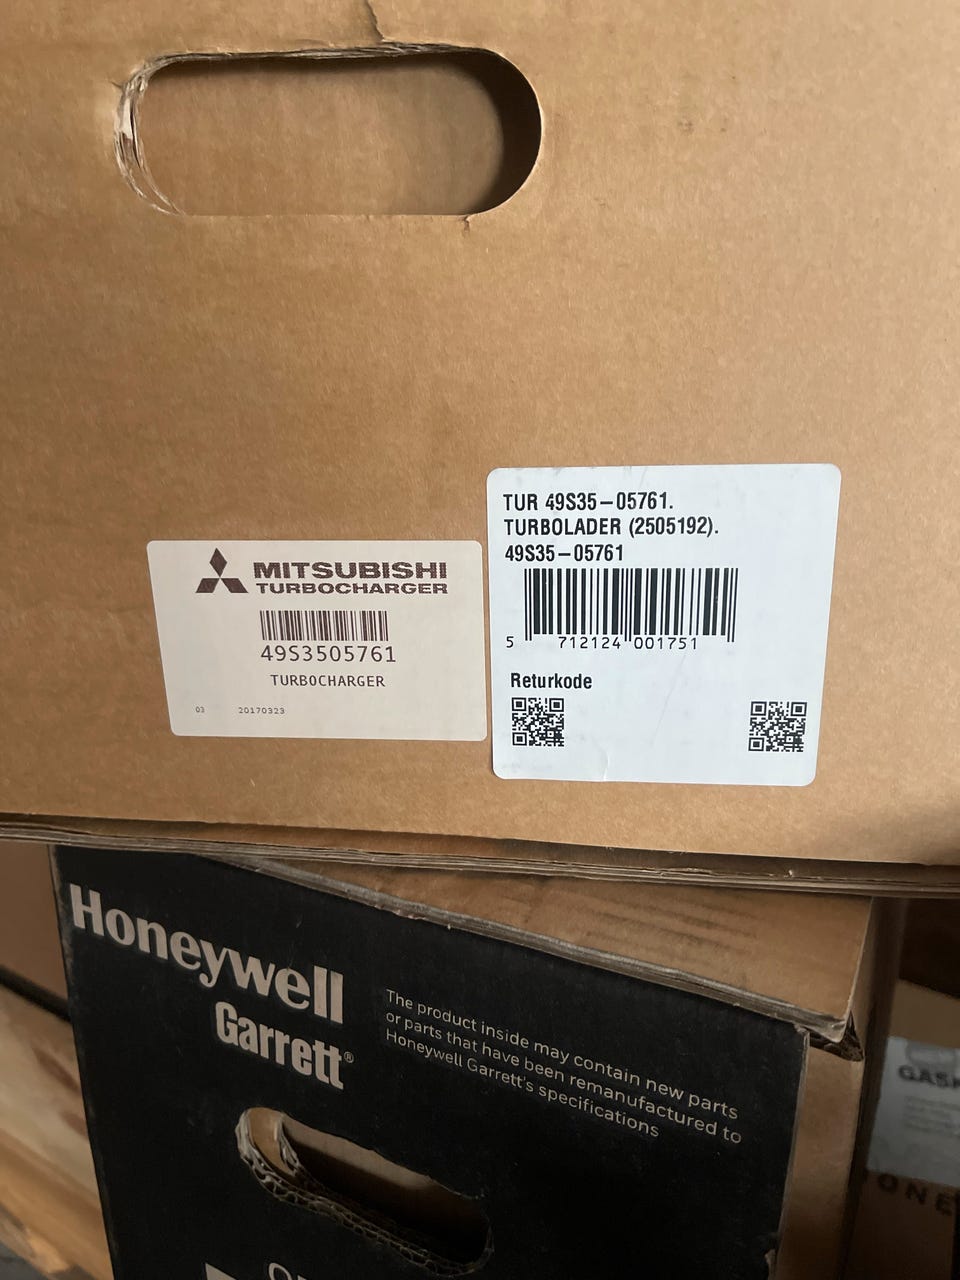 TUR 49S35-05761.
TURBOLADER (2505192).
49S35-05761
5 712124 001751
Returkode
MITSUBISHI
TURBOCHARGER
49S3505761
TURBOCHARGER
03 20170323
Honeywell
Garrett®
The product inside may contain new parts
or parts that have been remanufactured to
Honeywell Garrett's specifications